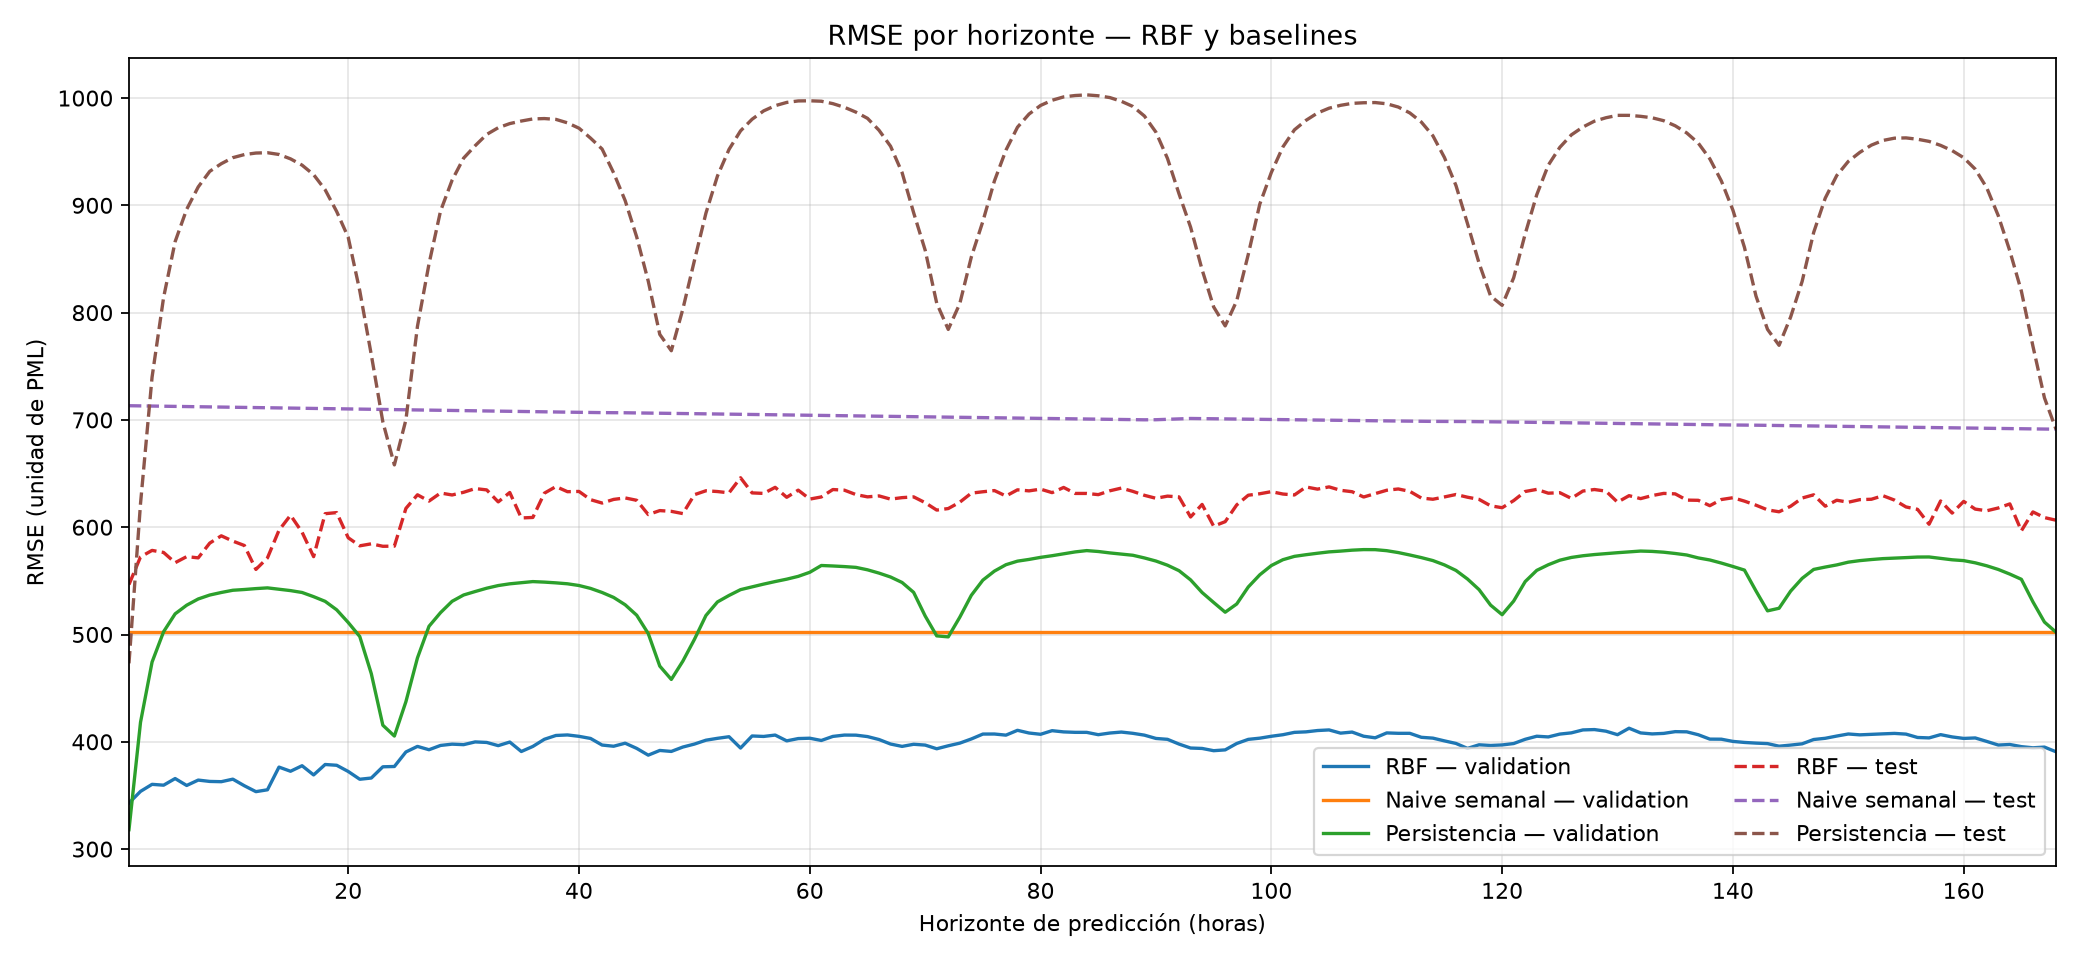 RMSE por horizonte — RBF y baselines
RMSE (unidad de PML)
1000
900
800
700
600
500
400
300
20 40 60 80 100 120 140 160
Horizonte de predicción (horas)
RBF — validation
Naive semanal — validation
Persistencia — validation
RBF — test
Naive semanal — test
Persistencia — test